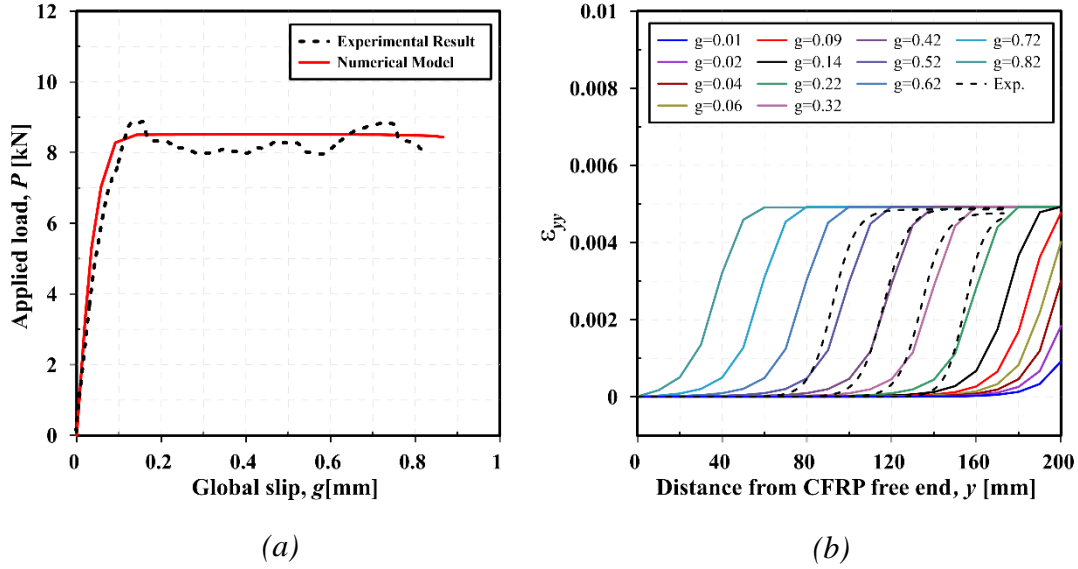 12
10
8
6
4
2
0
0
0.2
0.4
0.6
0.8
1
Applied load, P [kN]
Global slip, g[mm]
Experimental Result
Numerical Model
(a)
0.01
0.008
0.006
0.004
0.002
0
0
40
80
120
160
200
εyy
Distance from CFRP free end, y [mm]
g=0.01 g=0.09 g=0.42 g=0.72
g=0.02 g=0.14 g=0.52 g=0.82
g=0.04 g=0.22 g=0.62 Exp.
g=0.06 g=0.32
(b)